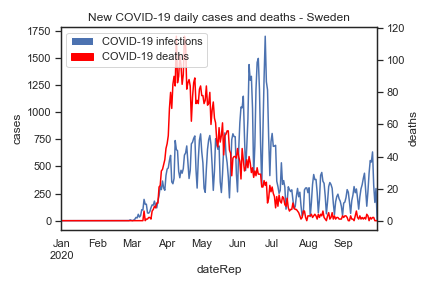 New COVID-19 daily cases and deaths - Sweden
COVID-19 infections
COVID-19 deaths
1750
1500
1250
1000
750
500
250
0
cases
120
100
80
60
40
20
0
deaths
Jan Feb Mar Apr May Jun Jul Aug Sep
2020
dateRep